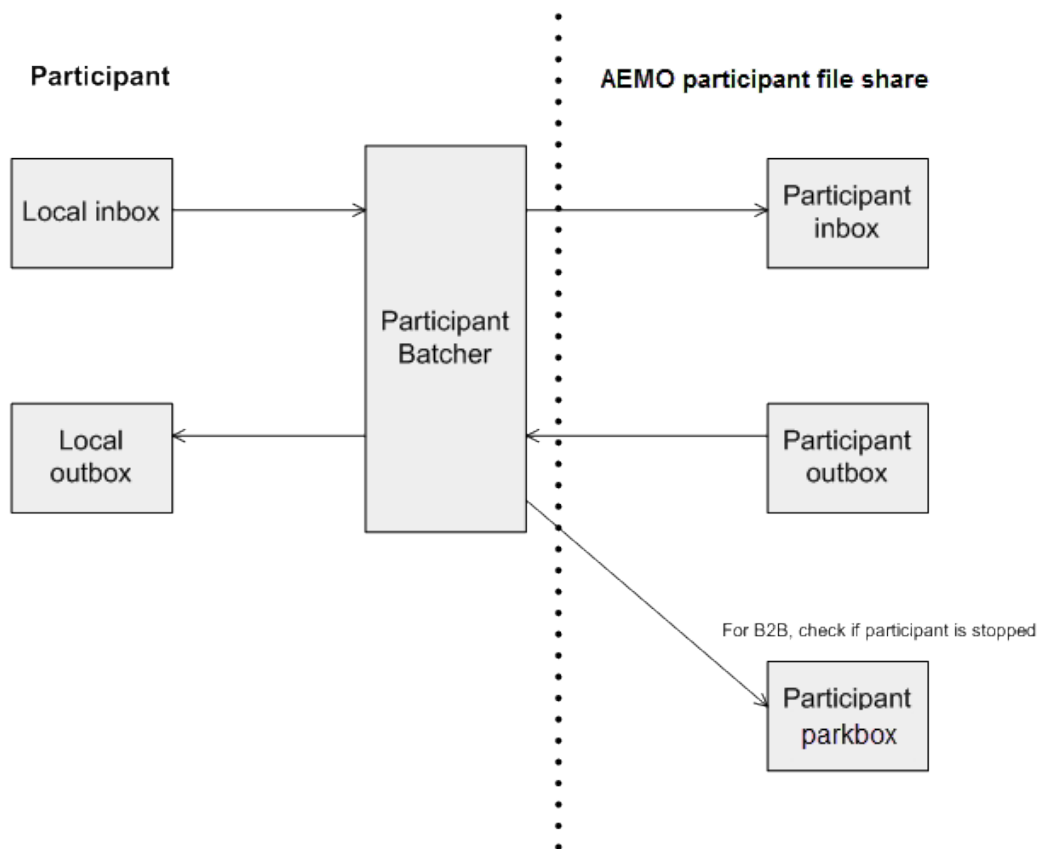 Participant
AEMO participant file share
Local inbox
Participant
inbox
Participant
Batcher
Local
outbox
Participant
outbox
For B2B, check if participant is stopped
Participant
parkbox